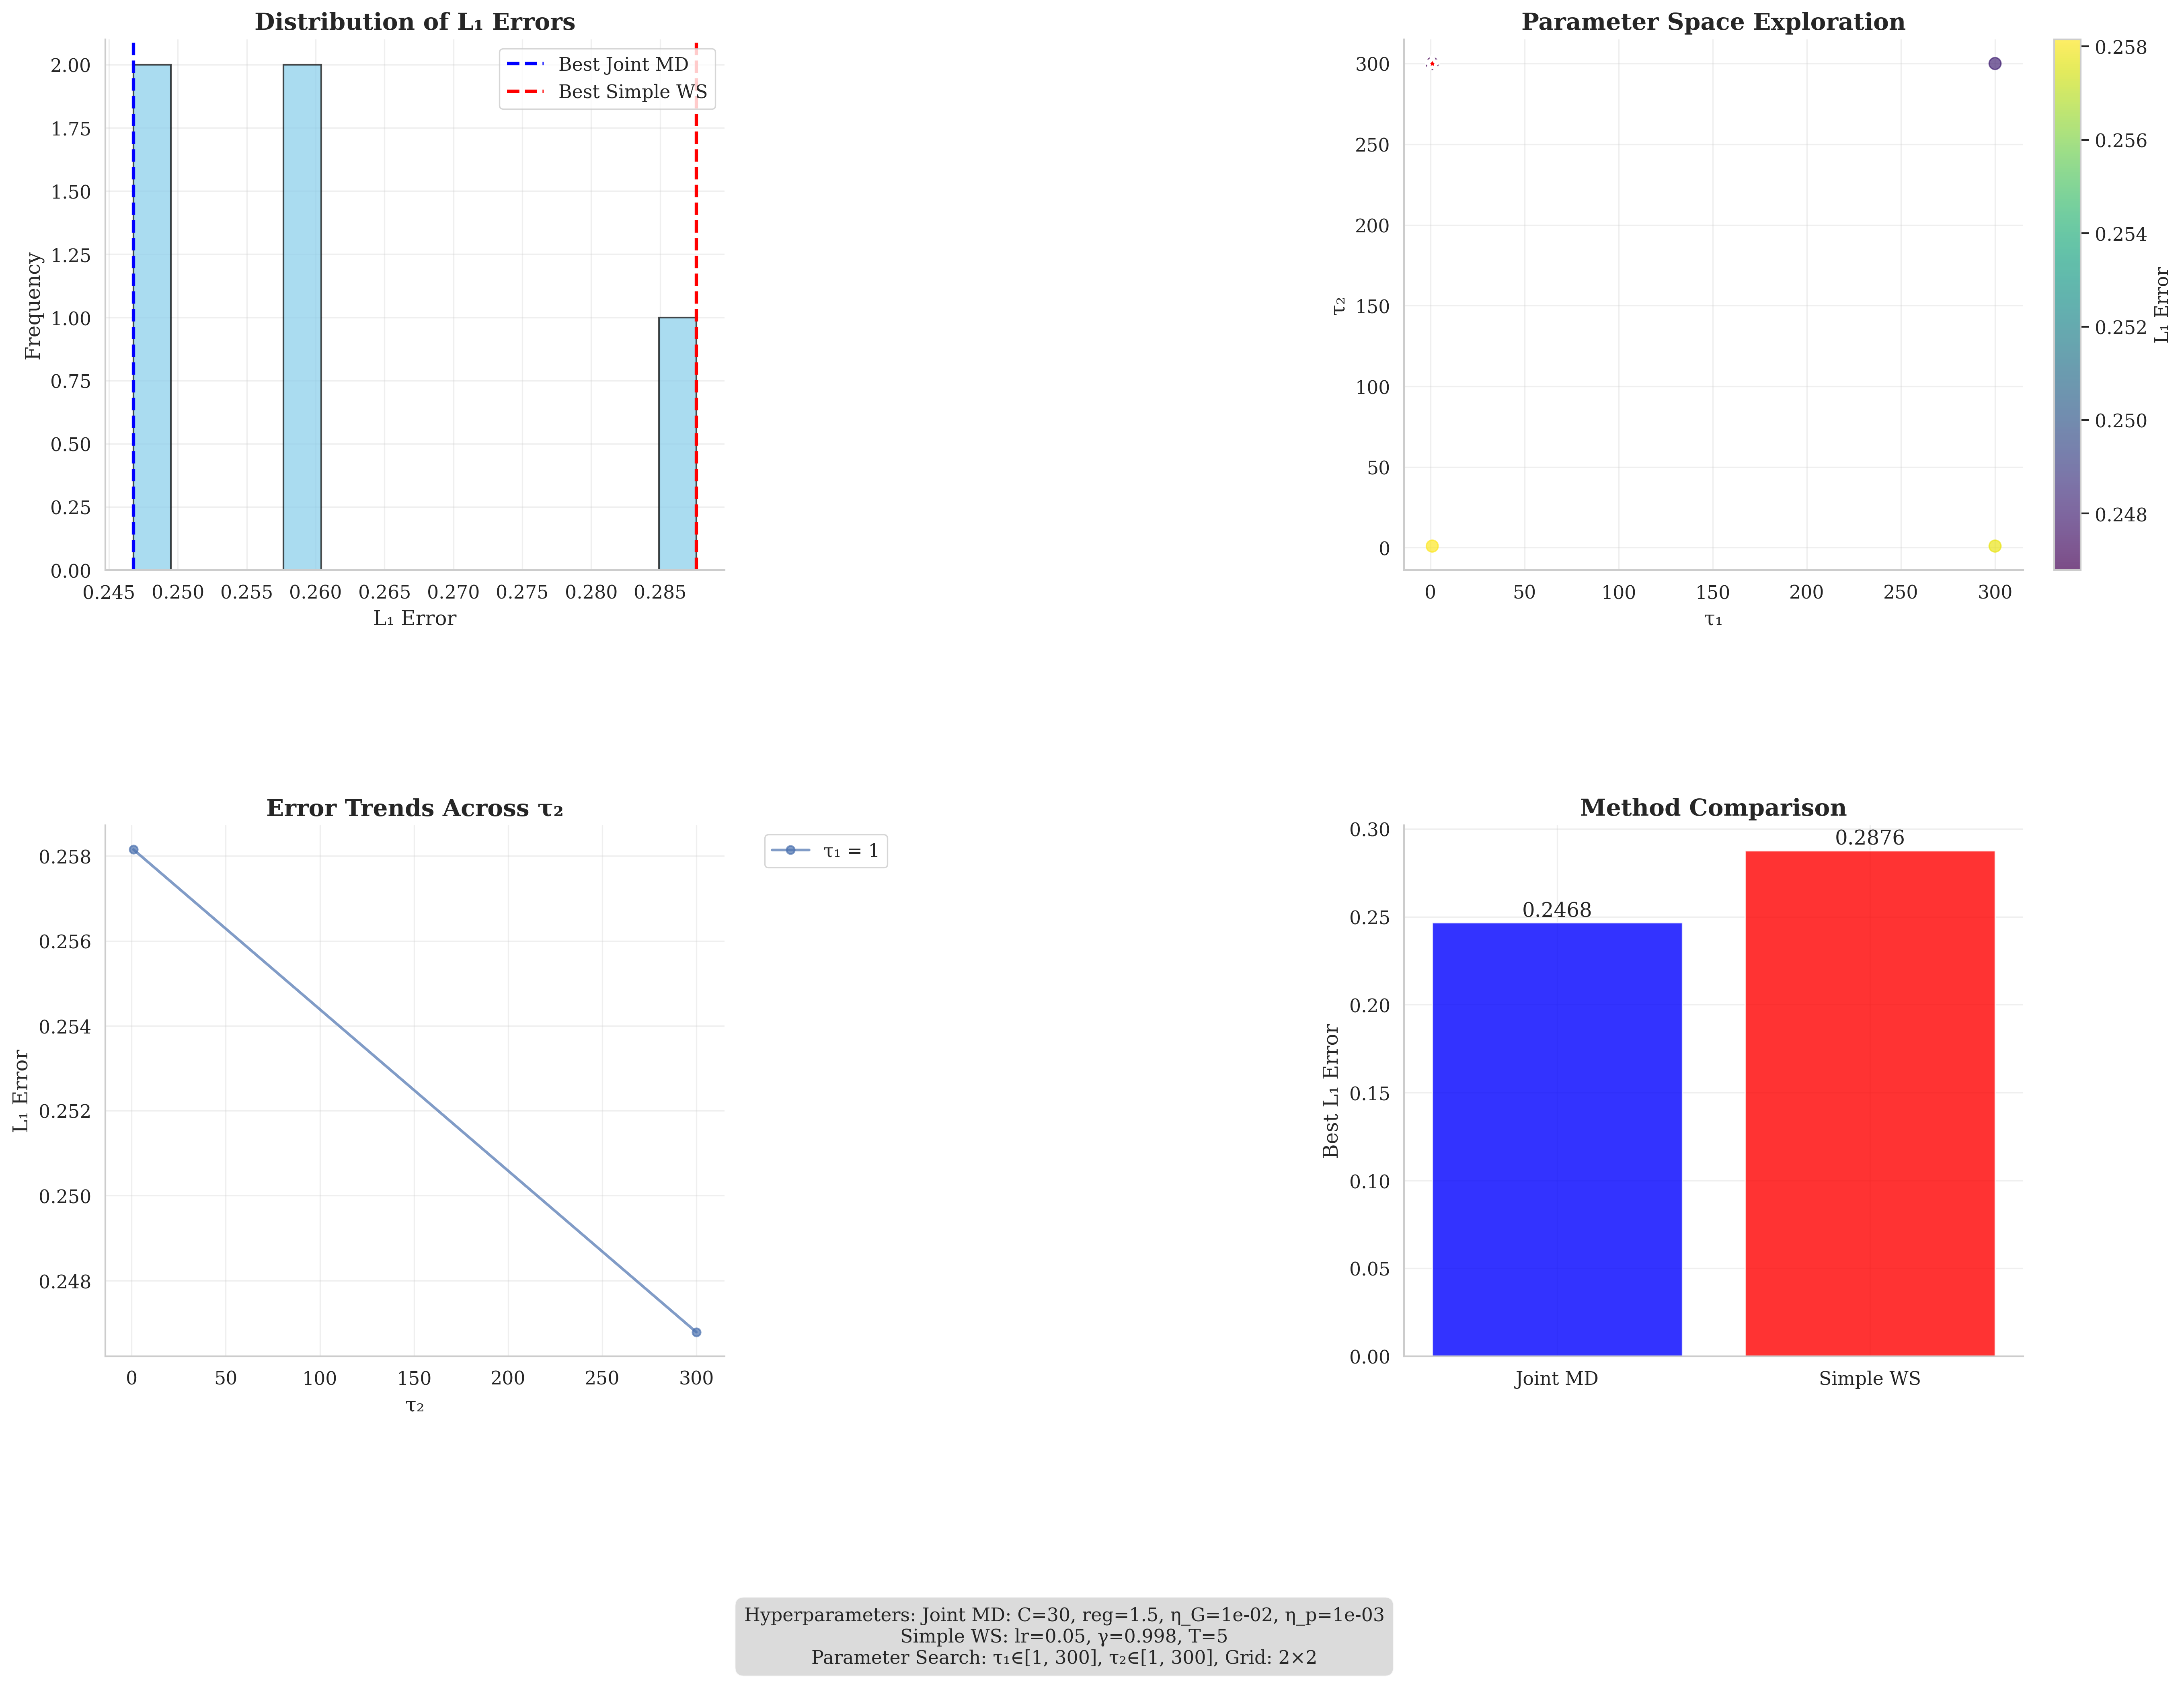 Distribution of L₁ Errors
Frequency
2.00
1.75
1.50
1.25
1.00
0.75
0.50
0.25
0.00
0.245 0.250 0.255 0.260 0.265 0.270 0.275 0.280 0.285
L₁ Error
Best Joint MD
Best Simple WS
Parameter Space Exploration
τ₂
300
250
200
150
100
50
0
0 50 100 150 200 250 300
τ₁
0.258
0.256
0.254
0.252
0.250
0.248
L₁ Error
Error Trends Across τ₂
L₁ Error
0.258
0.256
0.254
0.252
0.250
0.248
0 50 100 150 200 250 300
τ₂
τ₁ = 1
Method Comparison
Best L₁ Error
0.30
0.25
0.20
0.15
0.10
0.05
0.00
0.2468
0.2876
Joint MD Simple WS
Hyperparameters: Joint MD: C=30, reg=1.5, η_G=1e-02, η_p=1e-03
Simple WS: lr=0.05, γ=0.998, T=5
Parameter Search: τ₁∈[1, 300], τ₂∈[1, 300], Grid: 2×2